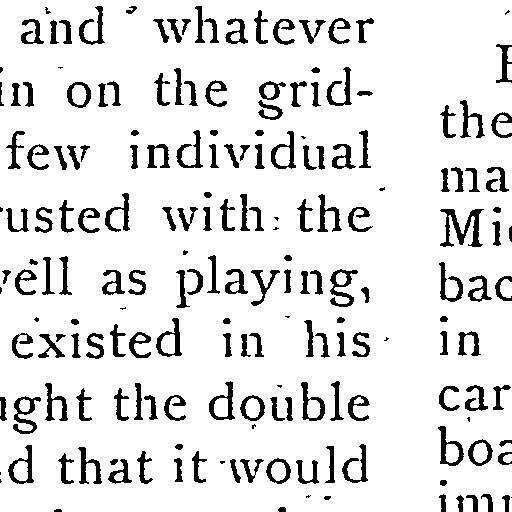 and whatever
in on the grid-
few individual
rusted with the
well as playing,
existed in his
ught the double
d that it would
the
ma
Mic
bac
in
car
boa